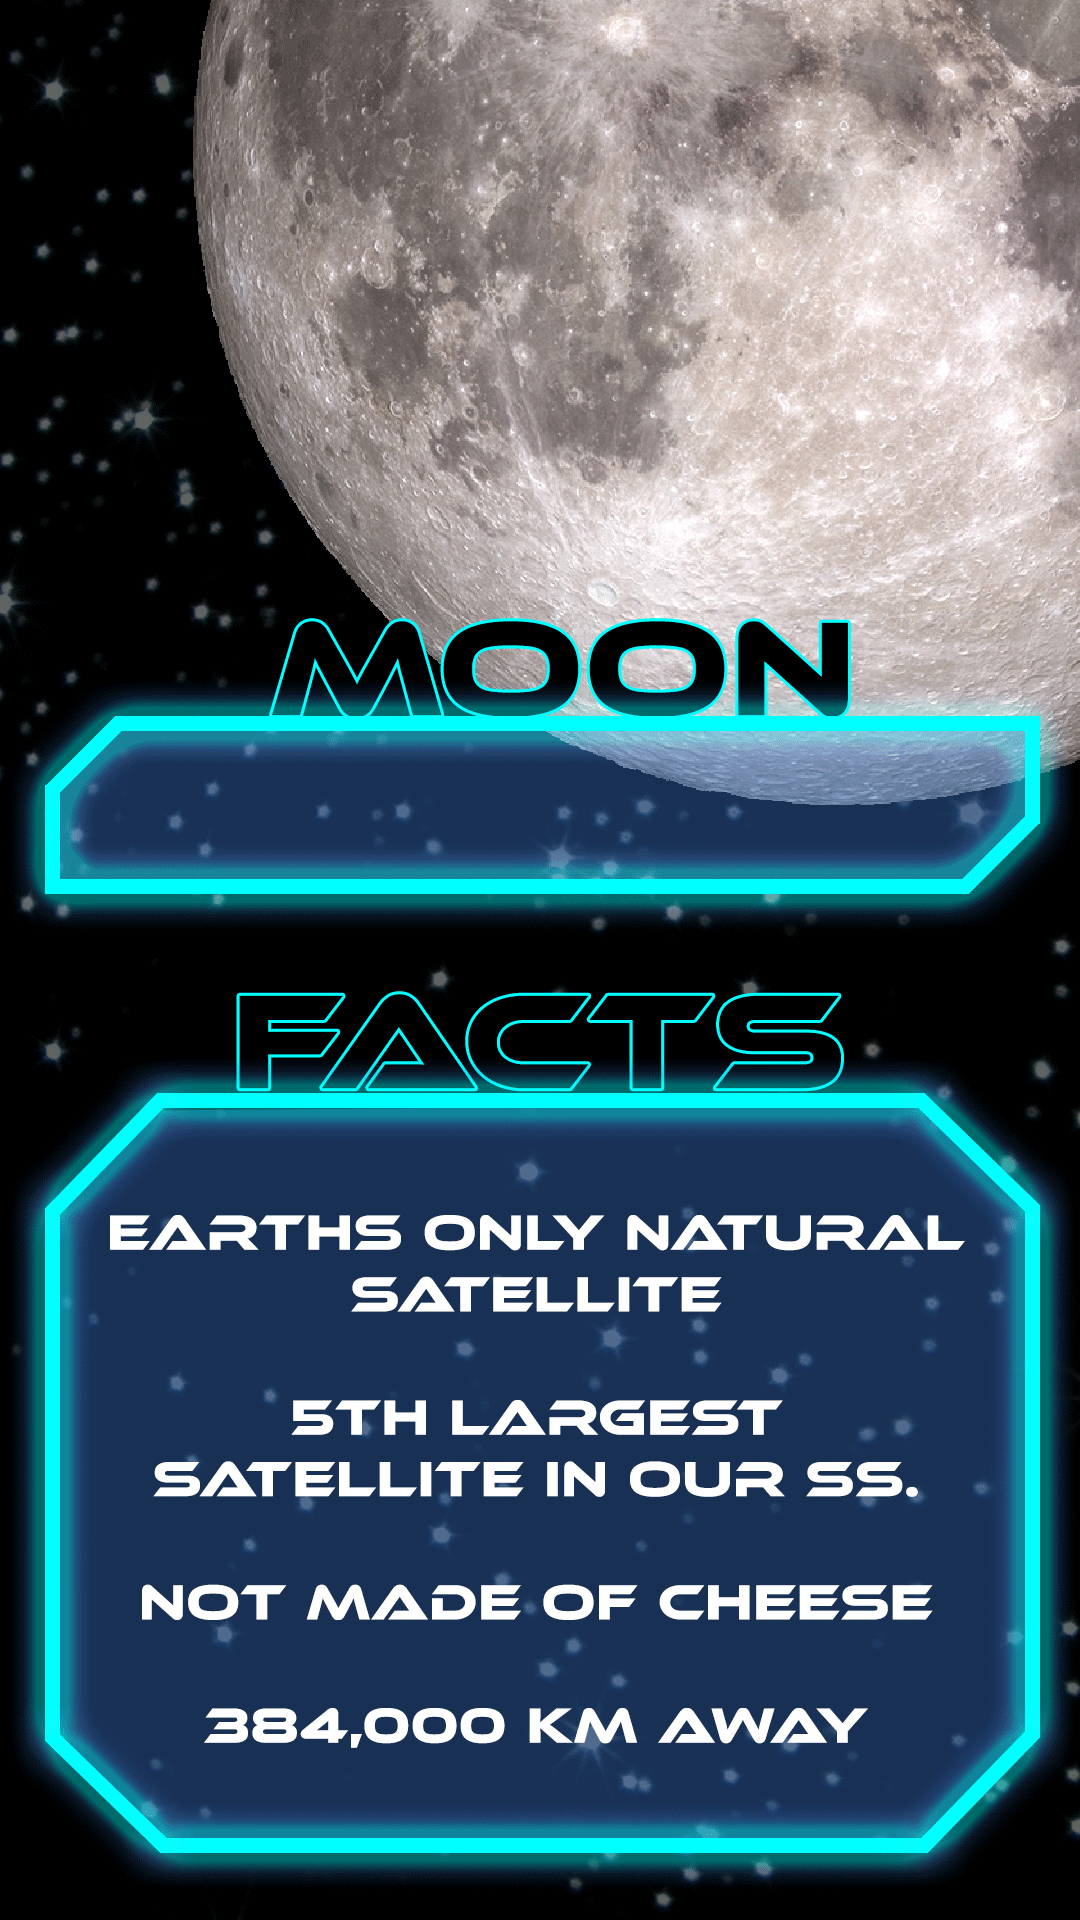 MOON
FACTS
EARTHS ONLY NATURAL
SATELLITE
5TH LARGEST
SATELLITE IN OUR SS.
NOT MADE OF CHEESE
384,000 KM AWAY